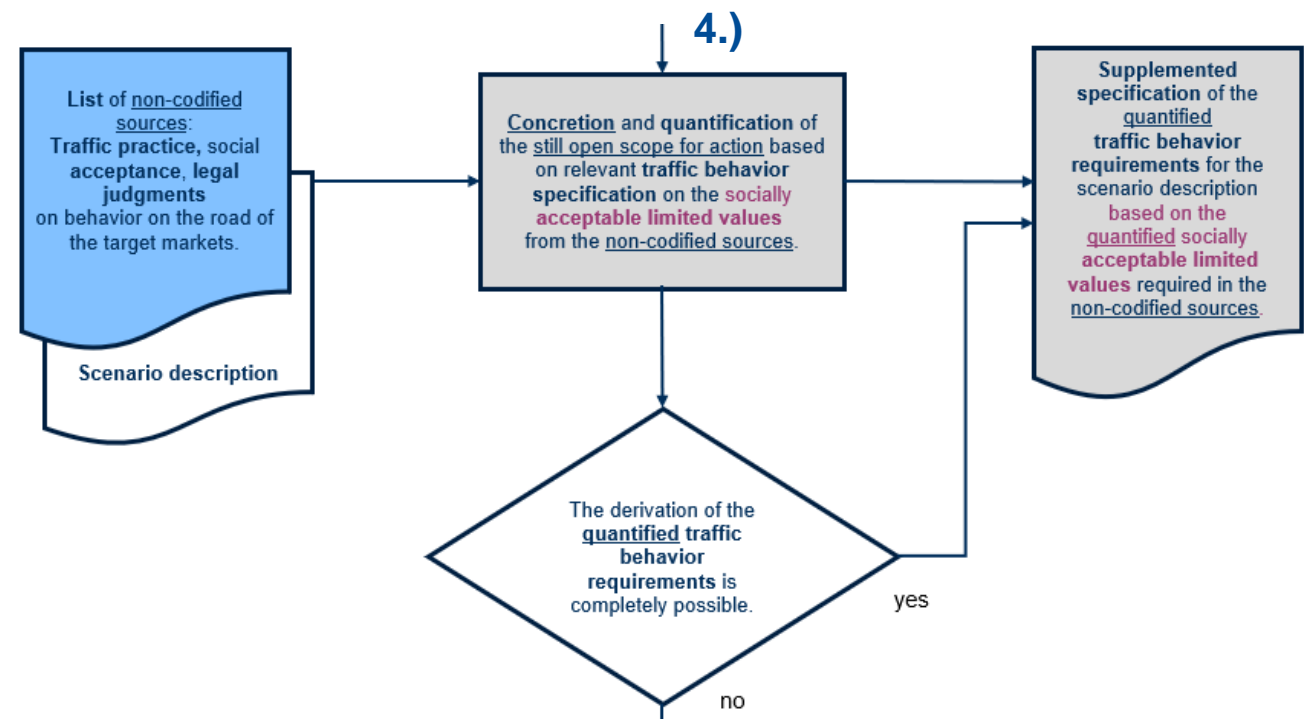 4.)
List of non-codified
sources:
Traffic practice, social
acceptance, legal
judgments
on behavior on the road of
the target markets.
Scenario description
Concretion and quantification of
the still open scope for action based
on relevant traffic behavior
specification on the socially
acceptable limited values
from the non-codified sources.
Supplemented
specification of the
quantified
traffic behavior
requirements for the
scenario description
based on the
quantified socially
acceptable limited
values required in the
non-codified sources.
The derivation of the
quantified traffic
behavior
requirements is
completely possible.
yes
no